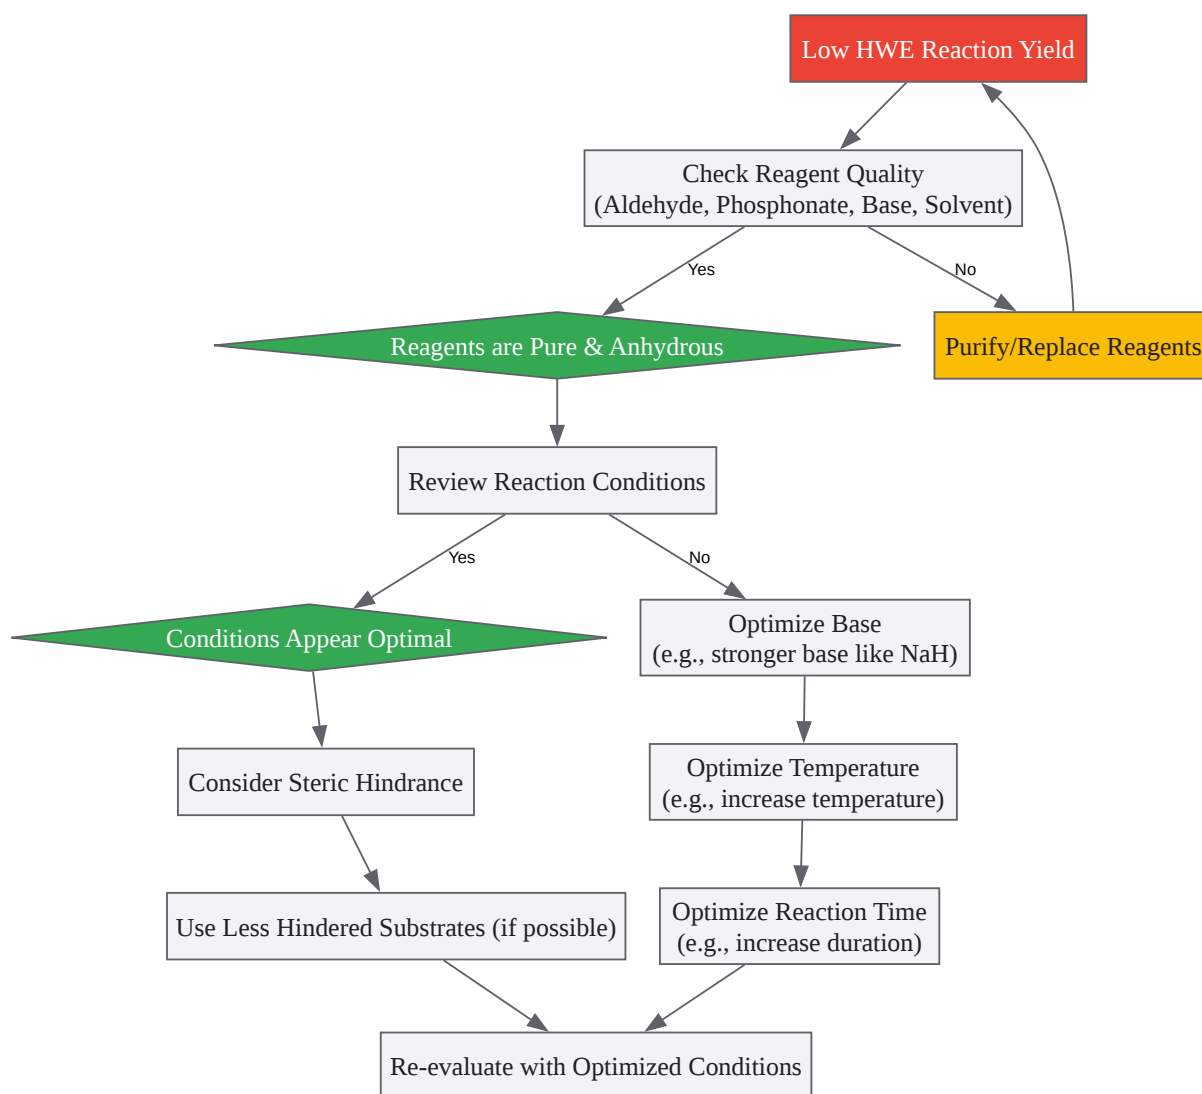 Low HWE Reaction Yield
Check Reagent Quality
(Aldehyde, Phosphonate, Base, Solvent)
Yes
No
Reagents are Pure & Anhydrous
Purify/Replace Reagents
Review Reaction Conditions
Yes
No
Conditions Appear Optimal
Optimize Base
(e.g., stronger base like NaH)
Consider Steric Hindrance
Optimize Temperature
(e.g., increase temperature)
Use Less Hindered Substrates (if possible)
Optimize Reaction Time
(e.g., increase duration)
Re-evaluate with Optimized Conditions